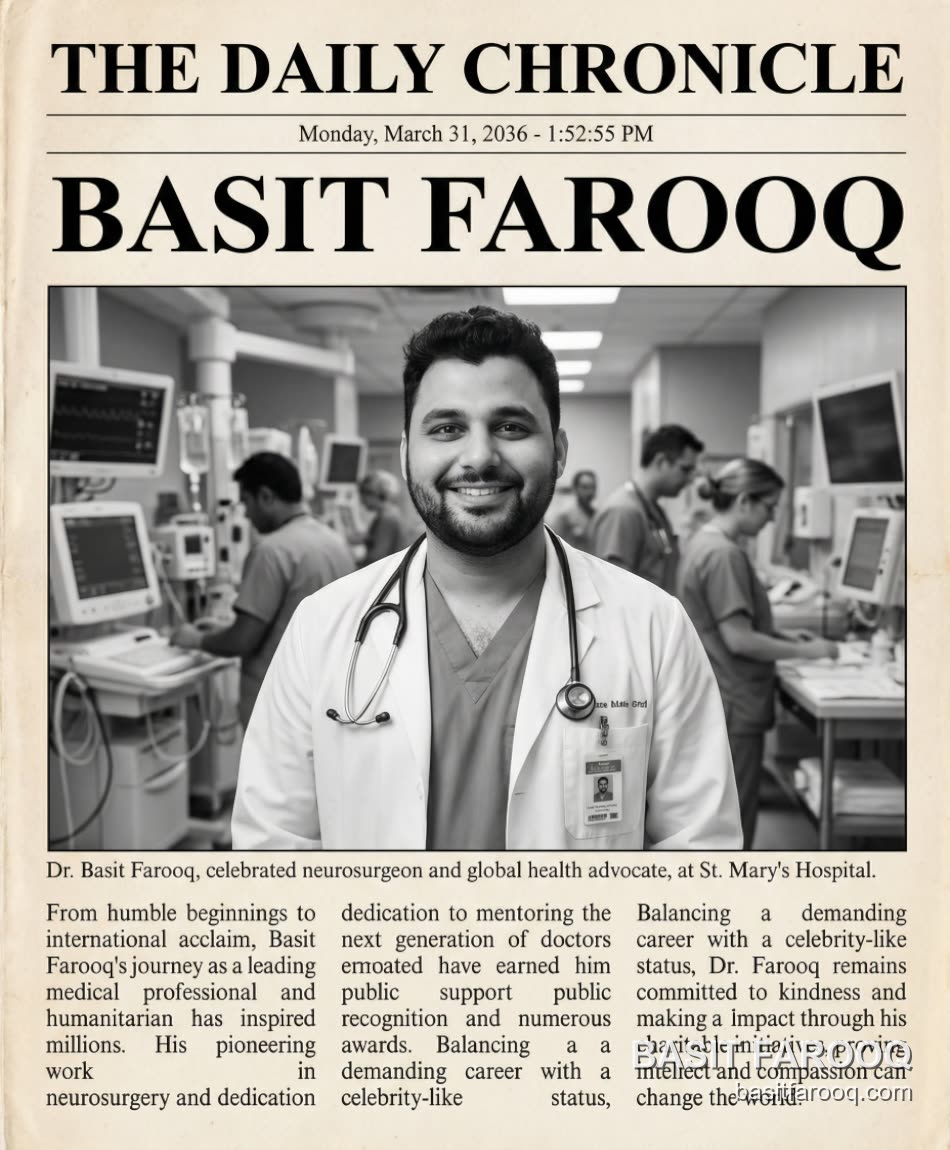 THE DAILY CHRONICLE
Monday, March 31, 2036 - 1:52:55 PM
BASIT FAROOQ
Dr. Basit Farooq, celebrated neurosurgeon and global health advocate, at St. Mary's Hospital.
From humble beginnings to
international acclaim, Basit
Farooq's journey as a leading
medical professional and
humanitarian has inspired
millions. His pioneering
work in
neurosurgery and dedication
dedication to mentoring the
next generation of doctors
emoated have earned him
public support public
recognition and numerous
awards. Balancing a a
demanding career with a
celebrity-like status,
Balancing a demanding
career with a celebrity-like
status, Dr. Farooq remains
committed to kindness and
making a impact through his
charitable initiatives, proving
intellect and compassion can
change the world.
BASIT FAROOQ
basitfarooq.com